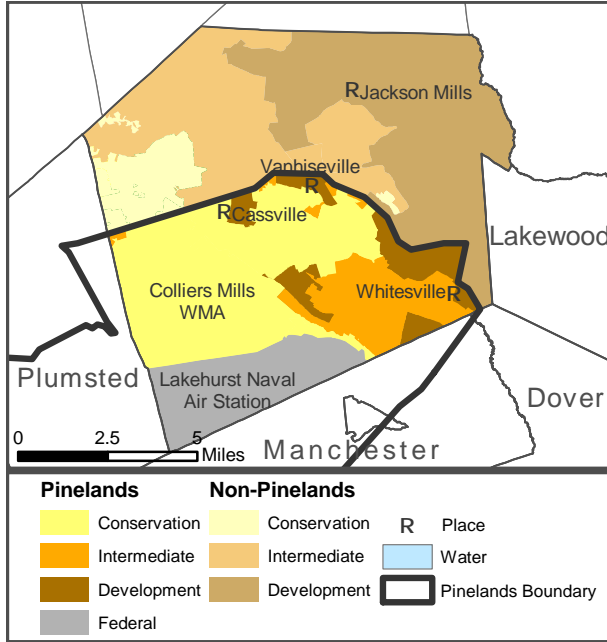 R Jackson Mills
Vanhiseville
R
R Cassville
Lakewood
Colliers Mills
WMA
Whitesville R
Plumsted
Lakehurst Naval
Air Station
Dover
0 2.5 5
Miles
Manchester
Pinelands Non-Pinelands
Conservation Conservation R Place
Intermediate Intermediate Water
Development Development Pinelands Boundary
Federal